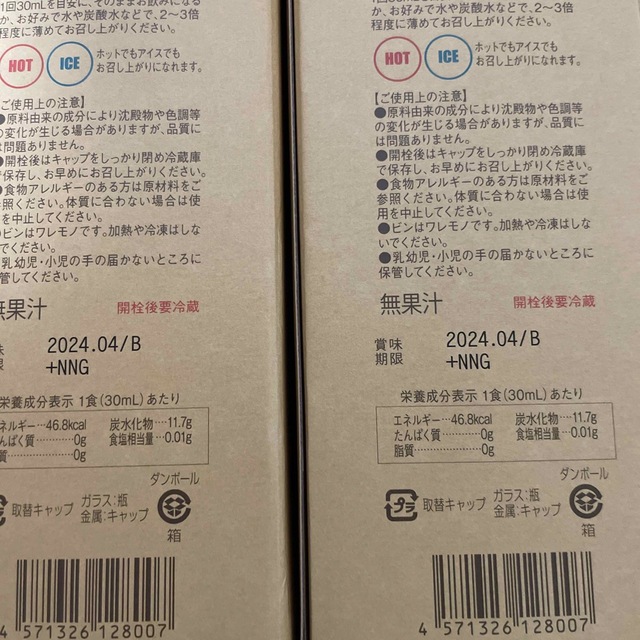 1回30mLを目安に、そのままお飲みになる
か、お好みで水や炭酸水などで、2〜3倍
程度に薄めてお召し上がりください。
HOT ICE ホットでもアイスでも
お召し上がりになれます。
ご使用上の注意】
●原料由来の成分により沈殿物や色調等
の変化が生じる場合がありますが、品質に
は問題ありません。
●開栓後はキャップをしっかり閉め冷蔵庫
で保存し、お早めにお召し上がりください。
●食物アレルギーのある方は原材料をご
参照ください。体質に合わない場合は使
用を中止してください。
●ビンはワレモノです。加熱や冷凍はしな
いでください。
乳幼児・小児の手の届かないところに
保管してください。
無果汁 開栓後要冷蔵
味 2024.04/B
限 +NNG
栄養成分表示 1食(30mL)あたり
ネルギー…46.8kcal 炭水化物…11.7g
んぱく質…………0g 食塩相当量…0.01g
質………………0g
ダンボール
取替キャップ ガラス:瓶
金属:キャップ
箱
4 571326 128007
か、お好みで水や炭酸水などで、2〜3倍
程度に薄めてお召し上がりください。
HOT ICE ホットでもアイスでも
お召し上がりになれます。
【ご使用上の注意】
●原料由来の成分により沈殿物や色調等
の変化が生じる場合がありますが、品質に
は問題ありません。
●開栓後はキャップをしっかり閉め冷蔵庫
で保存し、お早めにお召し上がりください。
●食物アレルギーのある方は原材料をご
参照ください。体質に合わない場合は使
用を中止してください。
●ビンはワレモノです。加熱や冷凍はしな
いでください。
●乳幼児・小児の手の届かないところに
保管してください。
無果汁 開栓後要冷蔵
賞味 2024.04/B
期限 +NNG
栄養成分表示 1食(30mL)あたり
エネルギー…46.8kcal 炭水化物…11.7g
たんぱく質…………0g 食塩相当量…0.01g
脂質………………0g
ダンボール
プラ 取替キャップ ガラス:瓶
金属:キャップ
箱
4 571326 128007